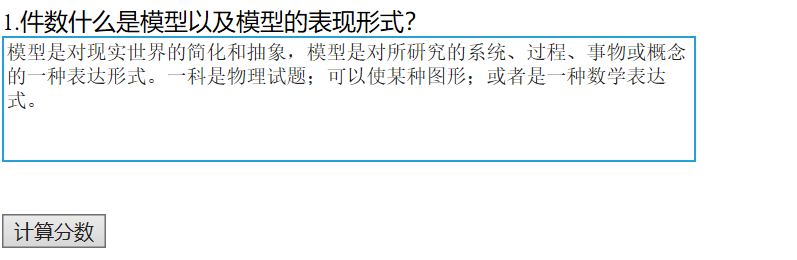 1.件数什么是模型以及模型的表现形式？
模型是对现实世界的简化和抽象，模型是对所研究的系统、过程、事物或概念
的一种表达形式。一科是物理试题；可以使某种图形；或者是一种数学表达
式。
计算分数